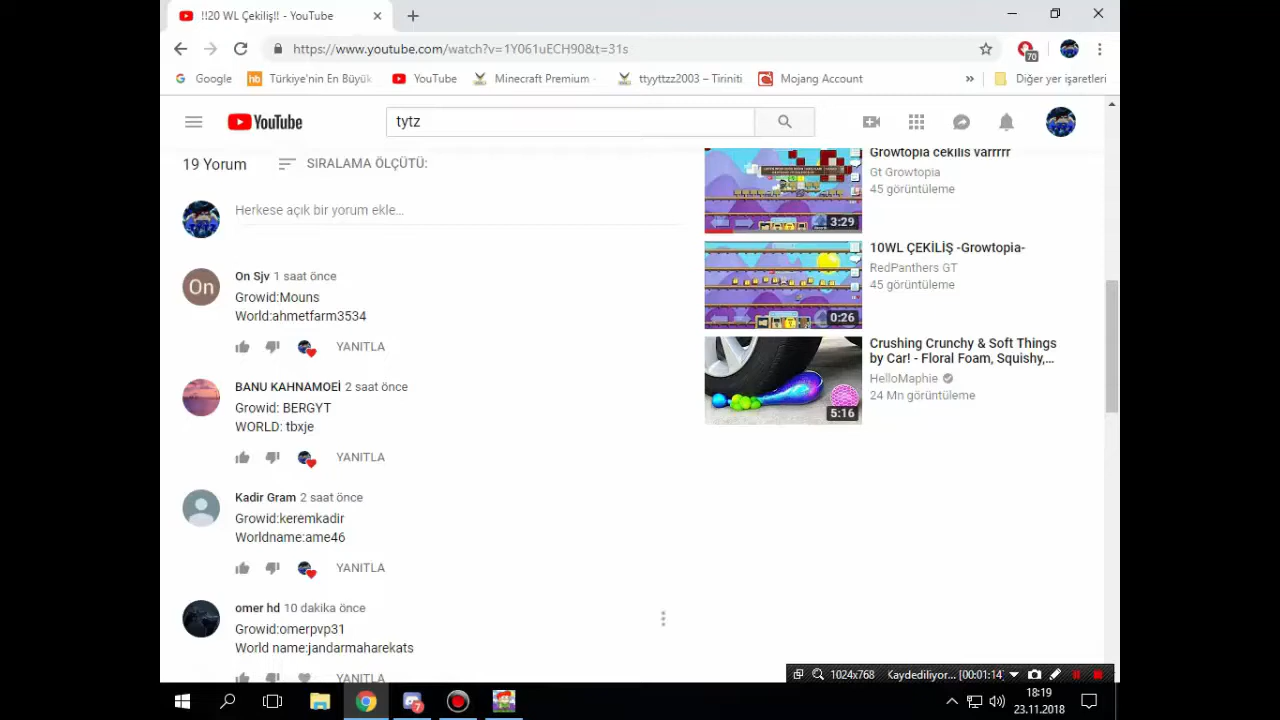 !!20 WL Çekiliş!! - YouTube
https://www.youtube.com/watch?v=1Y061uECH90&t=31s
70
Google
hb
Türkiye'nin En Büyük
YouTube
Minecraft Premium -
ttyyttzz2003 – Tiriniti
Mojang Account
»
Diğer yer işaretleri
YouTube
tytz
19 Yorum
SIRALAMA ÖLÇÜTÜ:
Herkese açık bir yorum ekle...
On
On Sjv 1 saat önce
Growid:Mouns
World:ahmetfarm3534
YANITLA
BANU KAHNAMOEİ 2 saat önce
Growid: BERGYT
WORLD: tbxje
YANITLA
Kadir Gram 2 saat önce
Growid:keremkadir
Worldname:ame46
YANITLA
omer hd 10 dakika önce
Growid:omerpvp31
World name:jandarmaharekats
YANITLA
Growtopia cekilis varrrrr
Gt Growtopia
45 görüntüleme
3:29
10WL ÇEKİLİŞ -Growtopia-
RedPanthers GT
45 görüntüleme
0:26
Crushing Crunchy & Soft Things
by Car! - Floral Foam, Squishy,...
HelloMaphie
24 Mn görüntüleme
5:16
1024x768
Kaydediliyor... [00:01:14]
7
18:19
23.11.2018